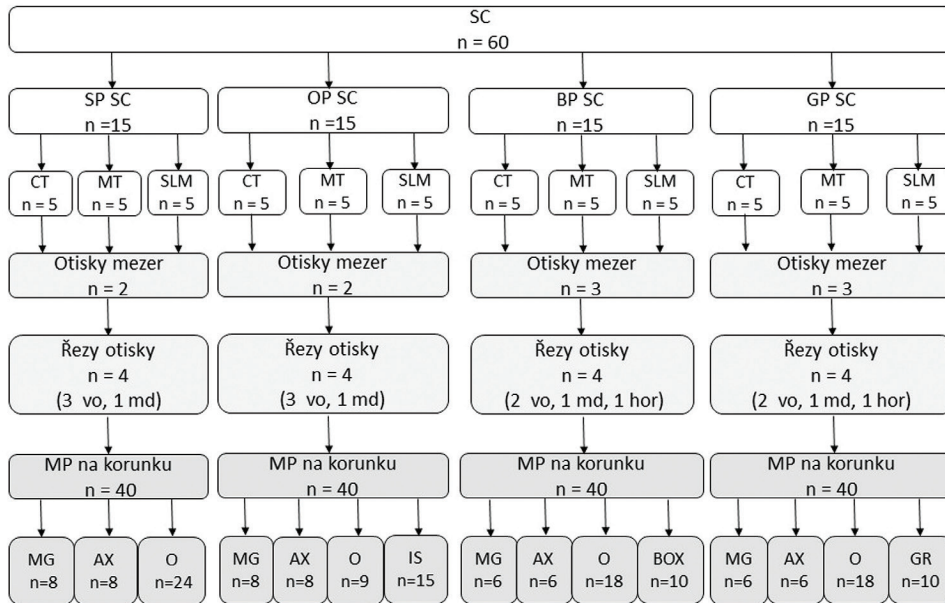 SC
n = 60
SP SC
n =15
OP SC
n =15
BP SC
n =15
GP SC
n =15
CT
n = 5
MT
n = 5
SLM
n = 5
CT
n = 5
MT
n = 5
SLM
n = 5
CT
n = 5
MT
n = 5
SLM
n = 5
CT
n = 5
MT
n = 5
SLM
n = 5
Otisky mezer
n = 2
Otisky mezer
n = 2
Otisky mezer
n = 3
Otisky mezer
n = 3
Řezy otisky
n = 4
(3 vo, 1 md)
Řezy otisky
n = 4
(3 vo, 1 md)
Řezy otisky
n = 4
(2 vo, 1 md, 1 hor)
Řezy otisky
n = 4
(2 vo, 1 md, 1 hor)
MP na korunku
n = 40
MP na korunku
n = 40
MP na korunku
n = 40
MP na korunku
n = 40
MG
n=8
AX
n=8
O
n=24
MG
n=8
AX
n=8
O
n=9
IS
n=15
MG
n=6
AX
n=6
O
n=18
BOX
n=10
MG
n=6
AX
n=6
O
n=18
GR
n=10